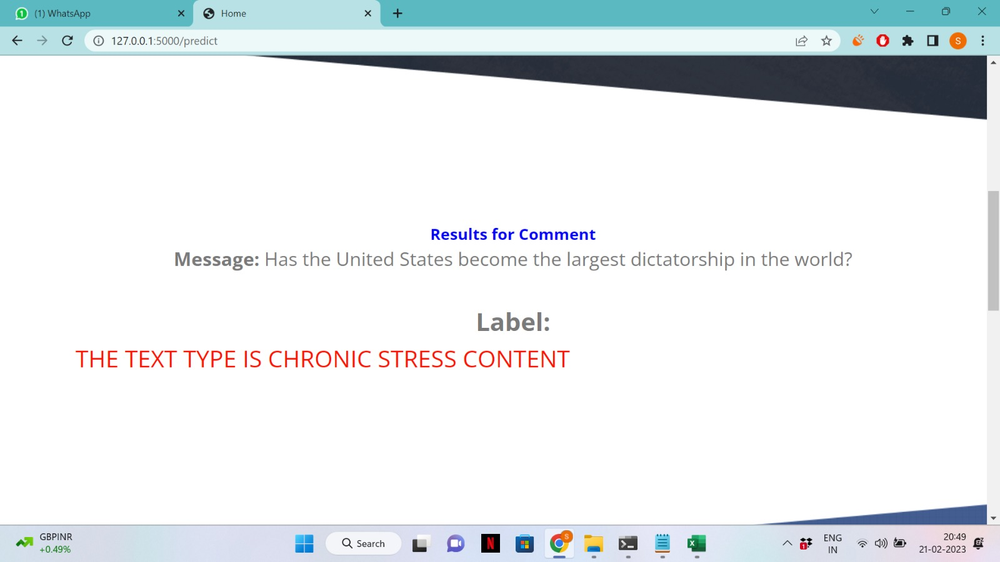 (1) WhatsApp
Home
127.0.0.1:5000/predict
S
Results for Comment
Message: Has the United States become the largest dictatorship in the world?
Label:
THE TEXT TYPE IS CHRONIC STRESS CONTENT
GBPINR
+0.49%
Search
ENG
IN
20:49
21-02-2023